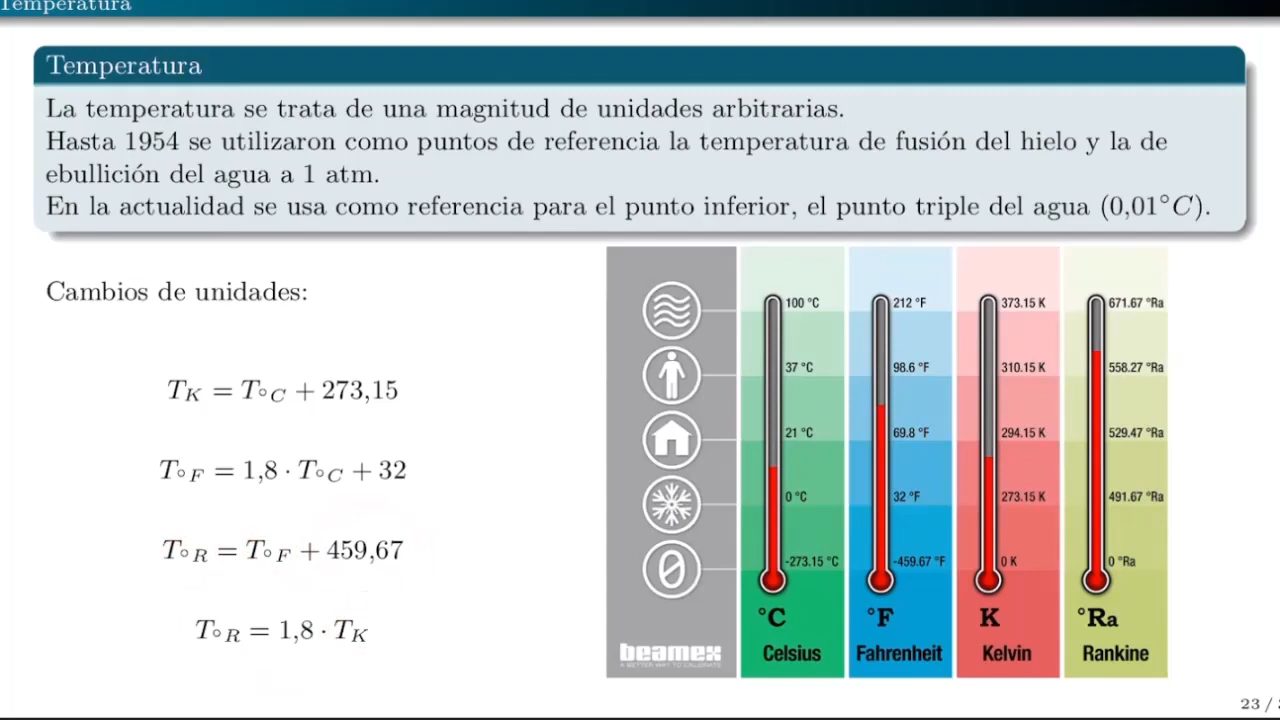 Temperatura
Temperatura
La temperatura se trata de una magnitud de unidades arbitrarias.
Hasta 1954 se utilizaron como puntos de referencia la temperatura de fusión del hielo y la de
ebullición del agua a 1 atm.
En la actualidad se usa como referencia para el punto inferior, el punto triple del agua (0,01°C).
Cambios de unidades:
T_K = T_°C + 273,15
T_°F = 1,8 · T_°C + 32
T_°R = T_°F + 459,67
T_°R = 1,8 · T_K
100 °C 212 °F 373.15 K 671.67 °Ra
37 °C 98.6 °F 310.15 K 558.27 °Ra
21 °C 69.8 °F 294.15 K 529.47 °Ra
0 °C 32 °F 273.15 K 491.67 °Ra
0 -273.15 °C -459.67 °F 0 K 0 °Ra
°C °F K °Ra
beamex Celsius Fahrenheit Kelvin Rankine
A BETTER WAY TO CALIBRATE
23 /